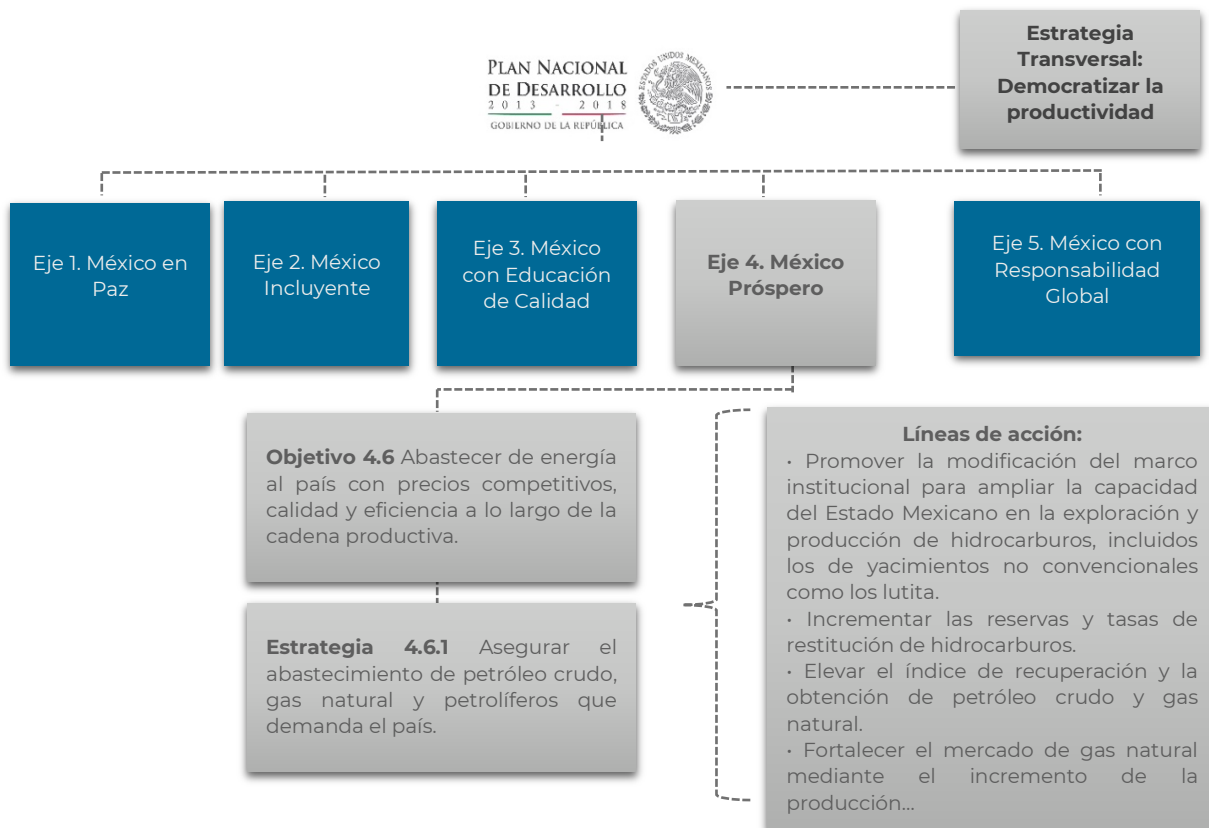 Estrategia
Transversal:
Democratizar la
productividad
PLAN NACIONAL
DE DESARROLLO
2013 - 2018
GOBIERNO DE LA REPÚBLICA
ESTADOS UNIDOS MEXICANOS
Eje 1. México en
Paz
Eje 2. México
Incluyente
Eje 3. México
con Educación
de Calidad
Eje 4. México
Próspero
Eje 5. México con
Responsabilidad
Global
Objetivo 4.6 Abastecer de energía
al país con precios competitivos,
calidad y eficiencia a lo largo de la
cadena productiva.
Estrategia 4.6.1 Asegurar el
abastecimiento de petróleo crudo,
gas natural y petrolíferos que
demanda el país.
Líneas de acción:
· Promover la modificación del marco
institucional para ampliar la capacidad
del Estado Mexicano en la exploración y
producción de hidrocarburos, incluidos
los de yacimientos no convencionales
como los lutita.
· Incrementar las reservas y tasas de
restitución de hidrocarburos.
· Elevar el índice de recuperación y la
obtención de petróleo crudo y gas
natural.
· Fortalecer el mercado de gas natural
mediante el incremento de la
producción...